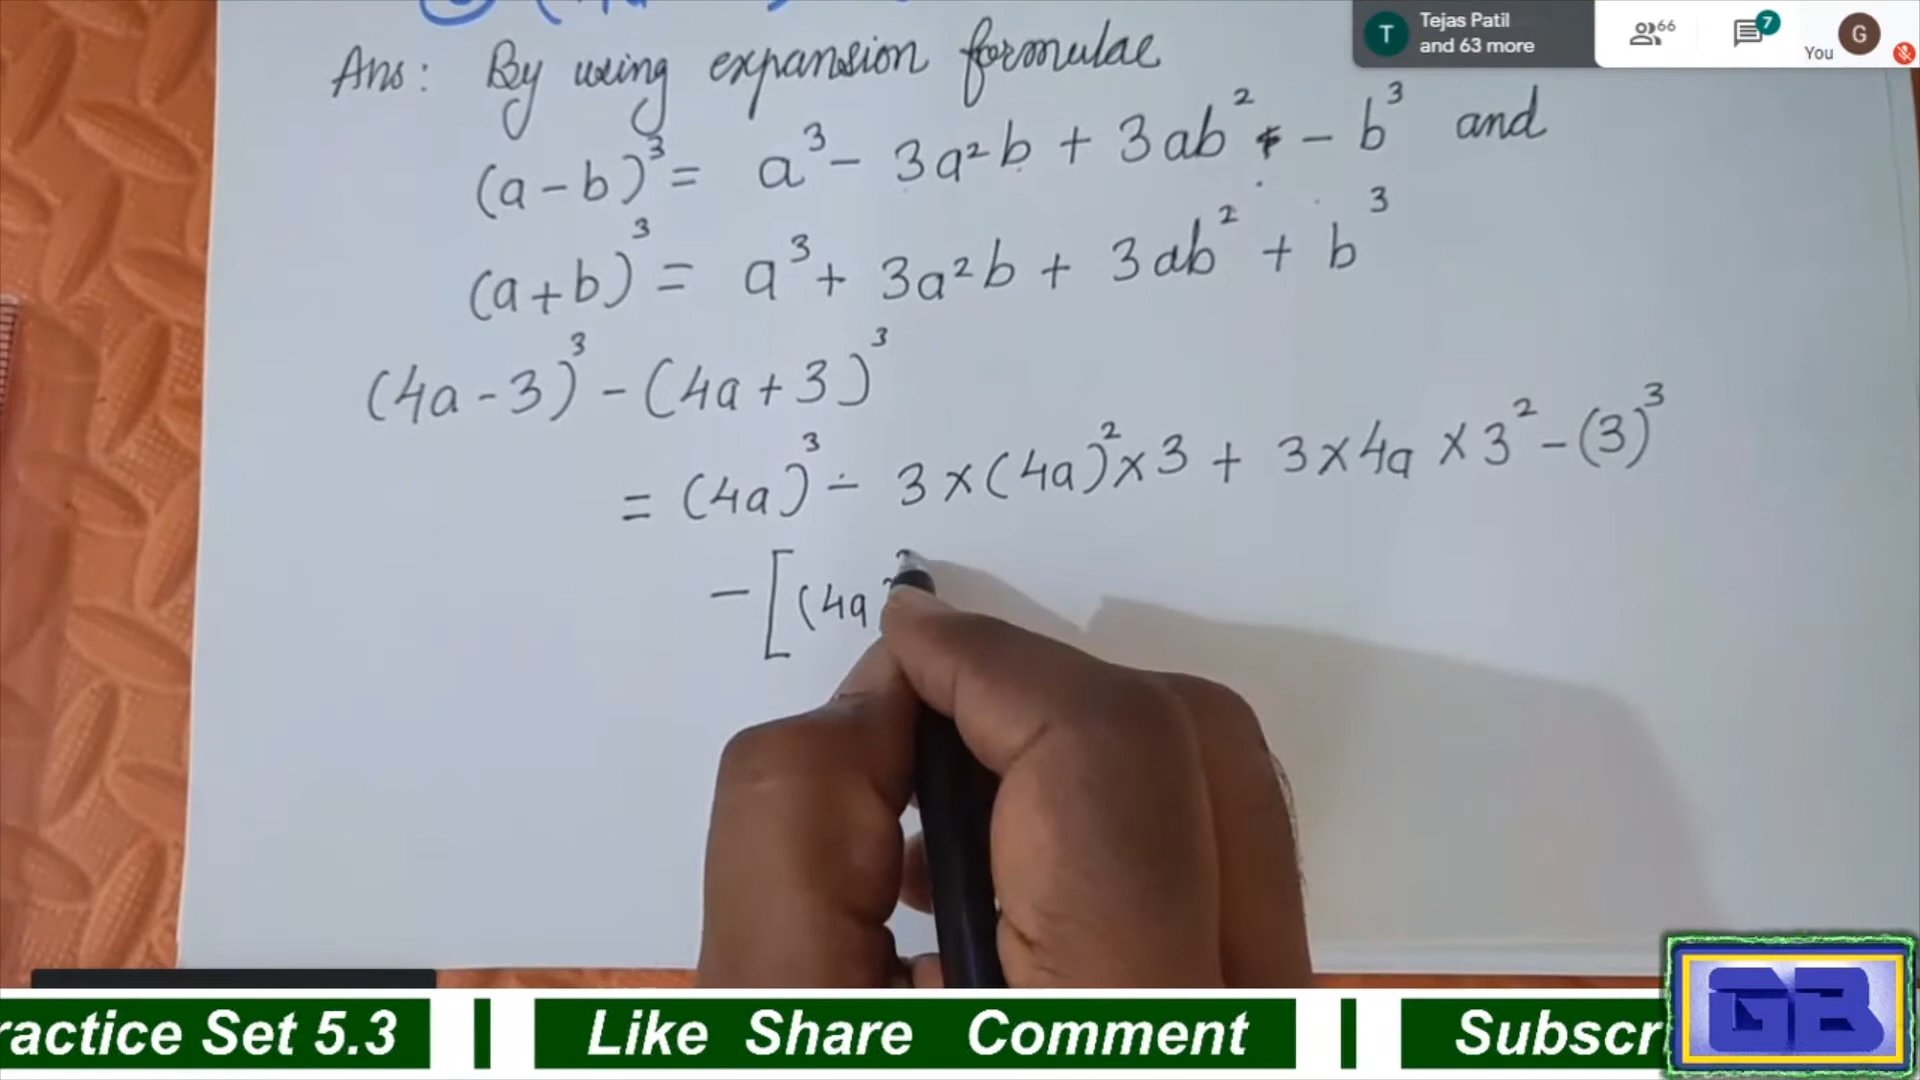 Ans: By using expansion formulae
(a-b)³ = a³ - 3a²b + 3ab² - b³ and
(a+b)³ = a³ + 3a²b + 3ab² + b³
(4a-3)³ - (4a+3)³
= (4a)³ - 3×(4a)²×3 + 3×4a×3² - (3)³
- [(4a
T
Tejas Patil
and 63 more
66
7
You
G
ractice Set 5.3 | Like Share Comment | Subscr
GB